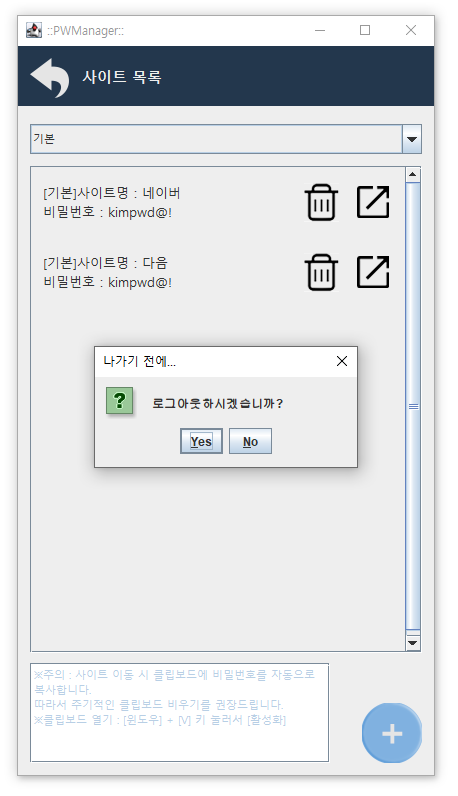 ::PWManager::
사이트 목록
기본
[기본]사이트명 : 네이버
비밀번호 : kimpwd@!
[기본]사이트명 : 다음
비밀번호 : kimpwd@!
나가기 전에...
?
로그아웃하시겠습니까?
Yes No
※주의 : 사이트 이동 시 클립보드에 비밀번호를 자동으로
복사합니다.
따라서 주기적인 클립보드 비우기를 권장드립니다.
※클립보드 열기 : [윈도우] + [V] 키 눌러서 [활성화]